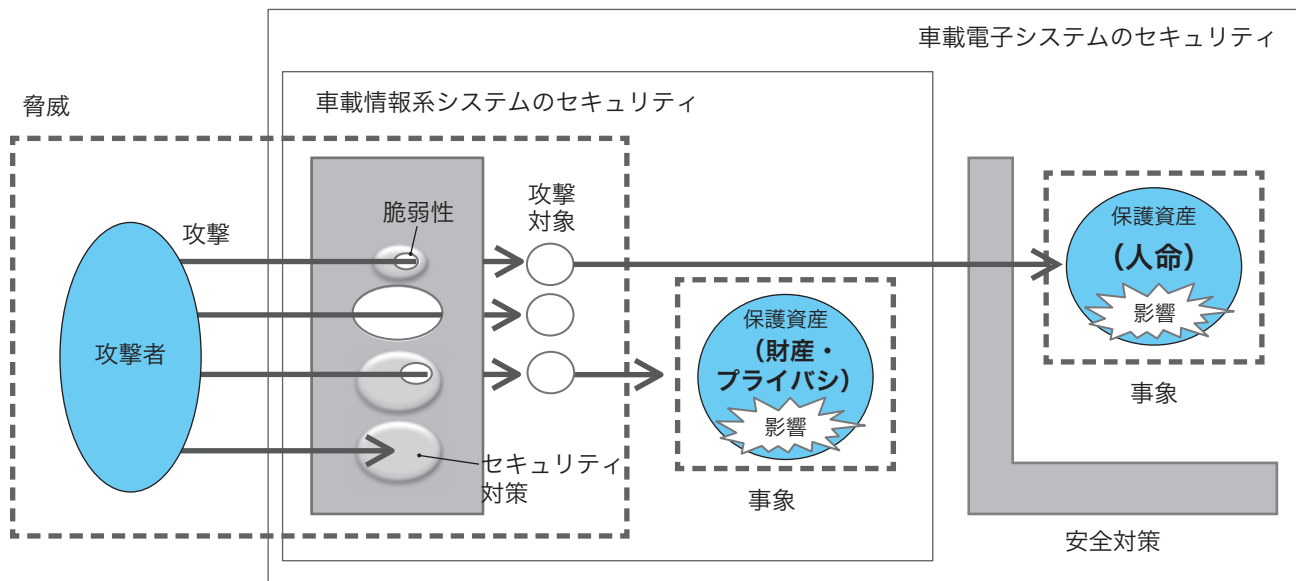 車載電子システムのセキュリティ
車載情報系システムのセキュリティ
脅威
攻撃者
攻撃
脆弱性
攻撃
対象
セキュリティ
対策
保護資産
（財産・
プライバシ）
影響
事象
保護資産
（人命）
影響
事象
安全対策